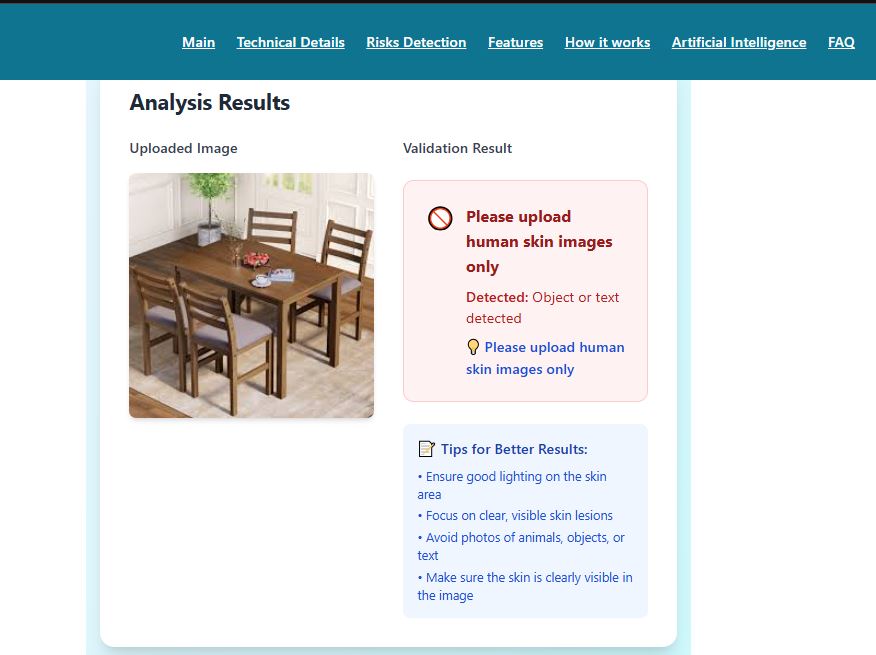 Main Technical Details Risks Detection Features How it works Artificial Intelligence FAQ
Analysis Results
Uploaded Image
Validation Result
Please upload
human skin images
only
Detected: Object or text
detected
Please upload human
skin images only
Tips for Better Results:
• Ensure good lighting on the skin
area
• Focus on clear, visible skin lesions
• Avoid photos of animals, objects, or
text
• Make sure the skin is clearly visible in
the image